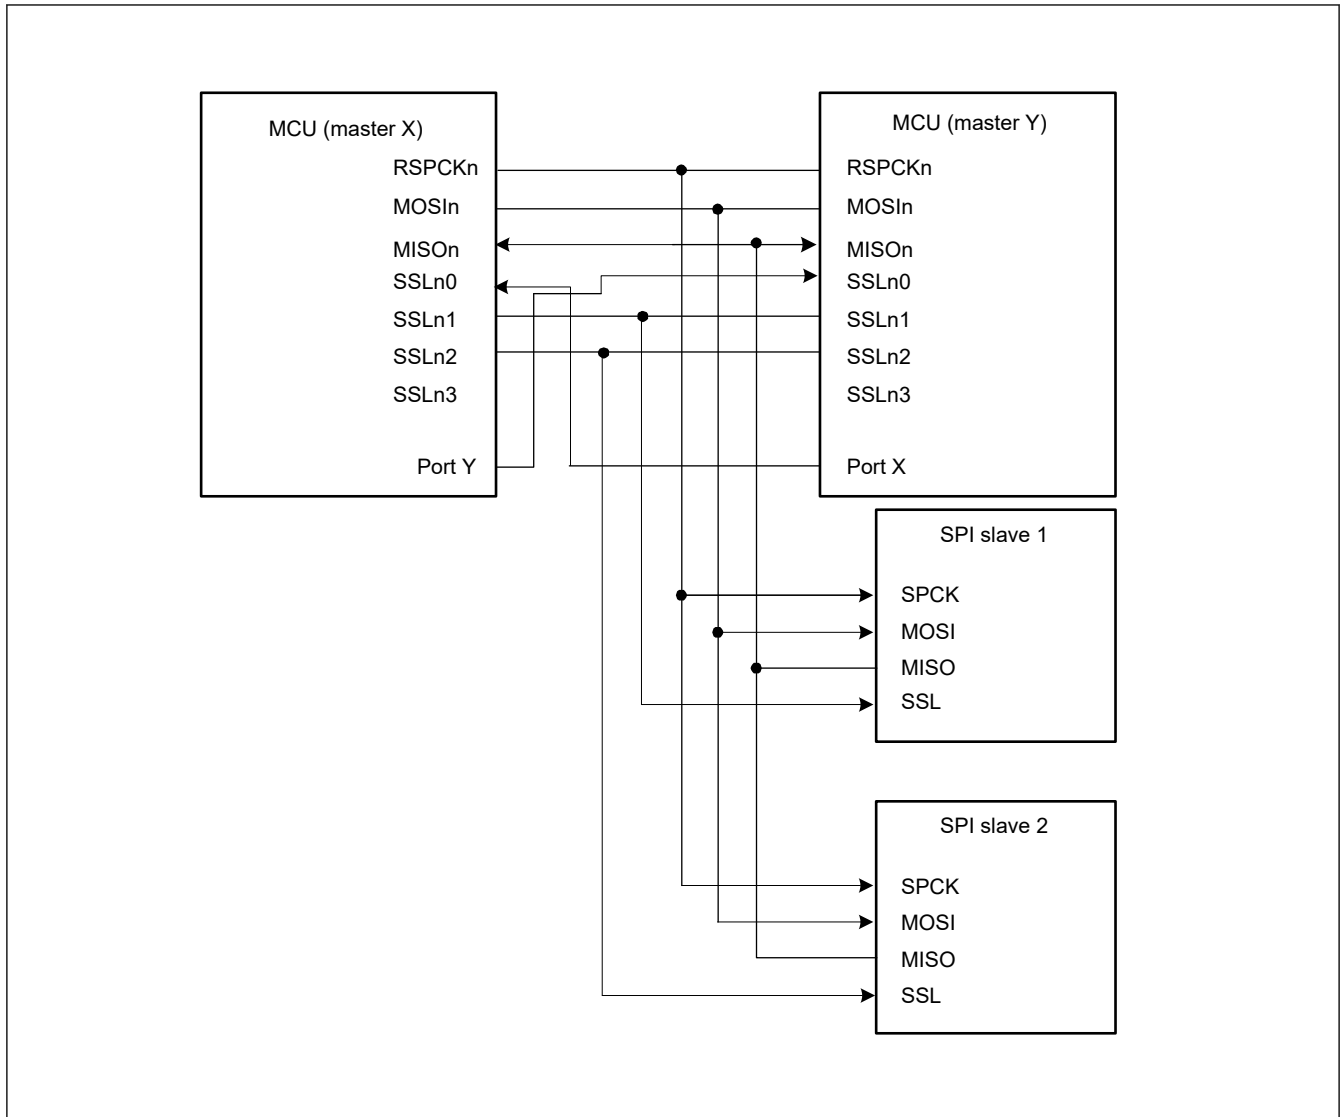 MCU (master X)
RSPCKn
MOSIn
MISOn
SSLn0
SSLn1
SSLn2
SSLn3
Port Y
MCU (master Y)
RSPCKn
MOSIn
MISOn
SSLn0
SSLn1
SSLn2
SSLn3
Port X
SPI slave 1
SPCK
MOSI
MISO
SSL
SPI slave 2
SPCK
MOSI
MISO
SSL